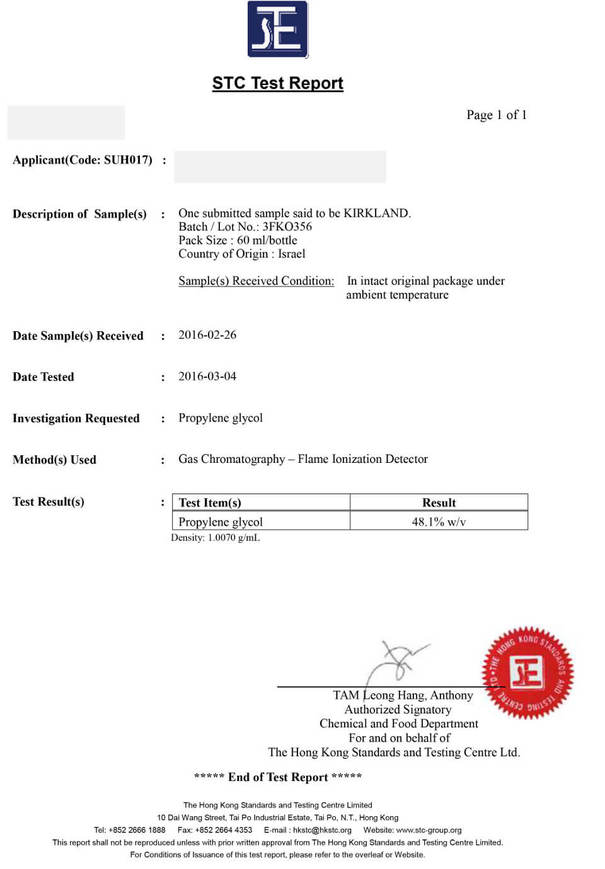 STE
STC Test Report
Page 1 of 1
Applicant(Code: SUH017) :
Description of Sample(s) : One submitted sample said to be KIRKLAND.
Batch / Lot No.: 3FKO356
Pack Size : 60 ml/bottle
Country of Origin : Israel
Sample(s) Received Condition: In intact original package under
ambient temperature
Date Sample(s) Received : 2016-02-26
Date Tested : 2016-03-04
Investigation Requested : Propylene glycol
Method(s) Used : Gas Chromatography – Flame Ionization Detector
Test Result(s) : Test Item(s) Result
Propylene glycol 48.1% w/v
Density: 1.0070 g/mL
THE HONG KONG STANDARDS AND TESTING CENTRE LTD
STE
TAM Leong Hang, Anthony
Authorized Signatory
Chemical and Food Department
For and on behalf of
The Hong Kong Standards and Testing Centre Ltd.
***** End of Test Report *****
The Hong Kong Standards and Testing Centre Limited
10 Dai Wang Street, Tai Po Industrial Estate, Tai Po, N.T., Hong Kong
Tel: +852 2666 1888 Fax: +852 2664 4353 E-mail : hkstc@hkstc.org Website: www.stc-group.org
This report shall not be reproduced unless with prior written approval from The Hong Kong Standards and Testing Centre Limited.
For Conditions of Issuance of this test report, please refer to the overleaf or Website.